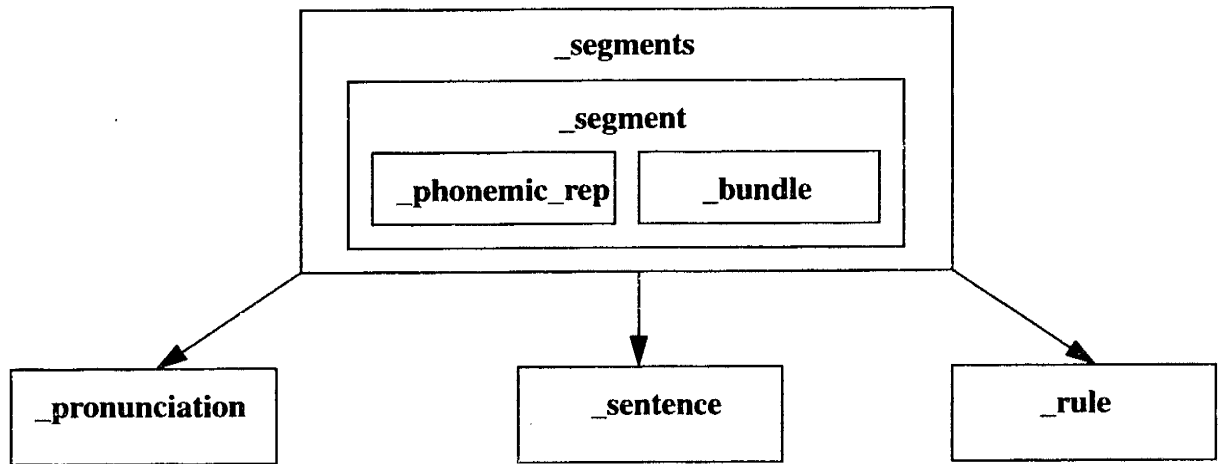 _segments
_segment
_phonemic_rep
_bundle
_pronunciation
_sentence
_rule